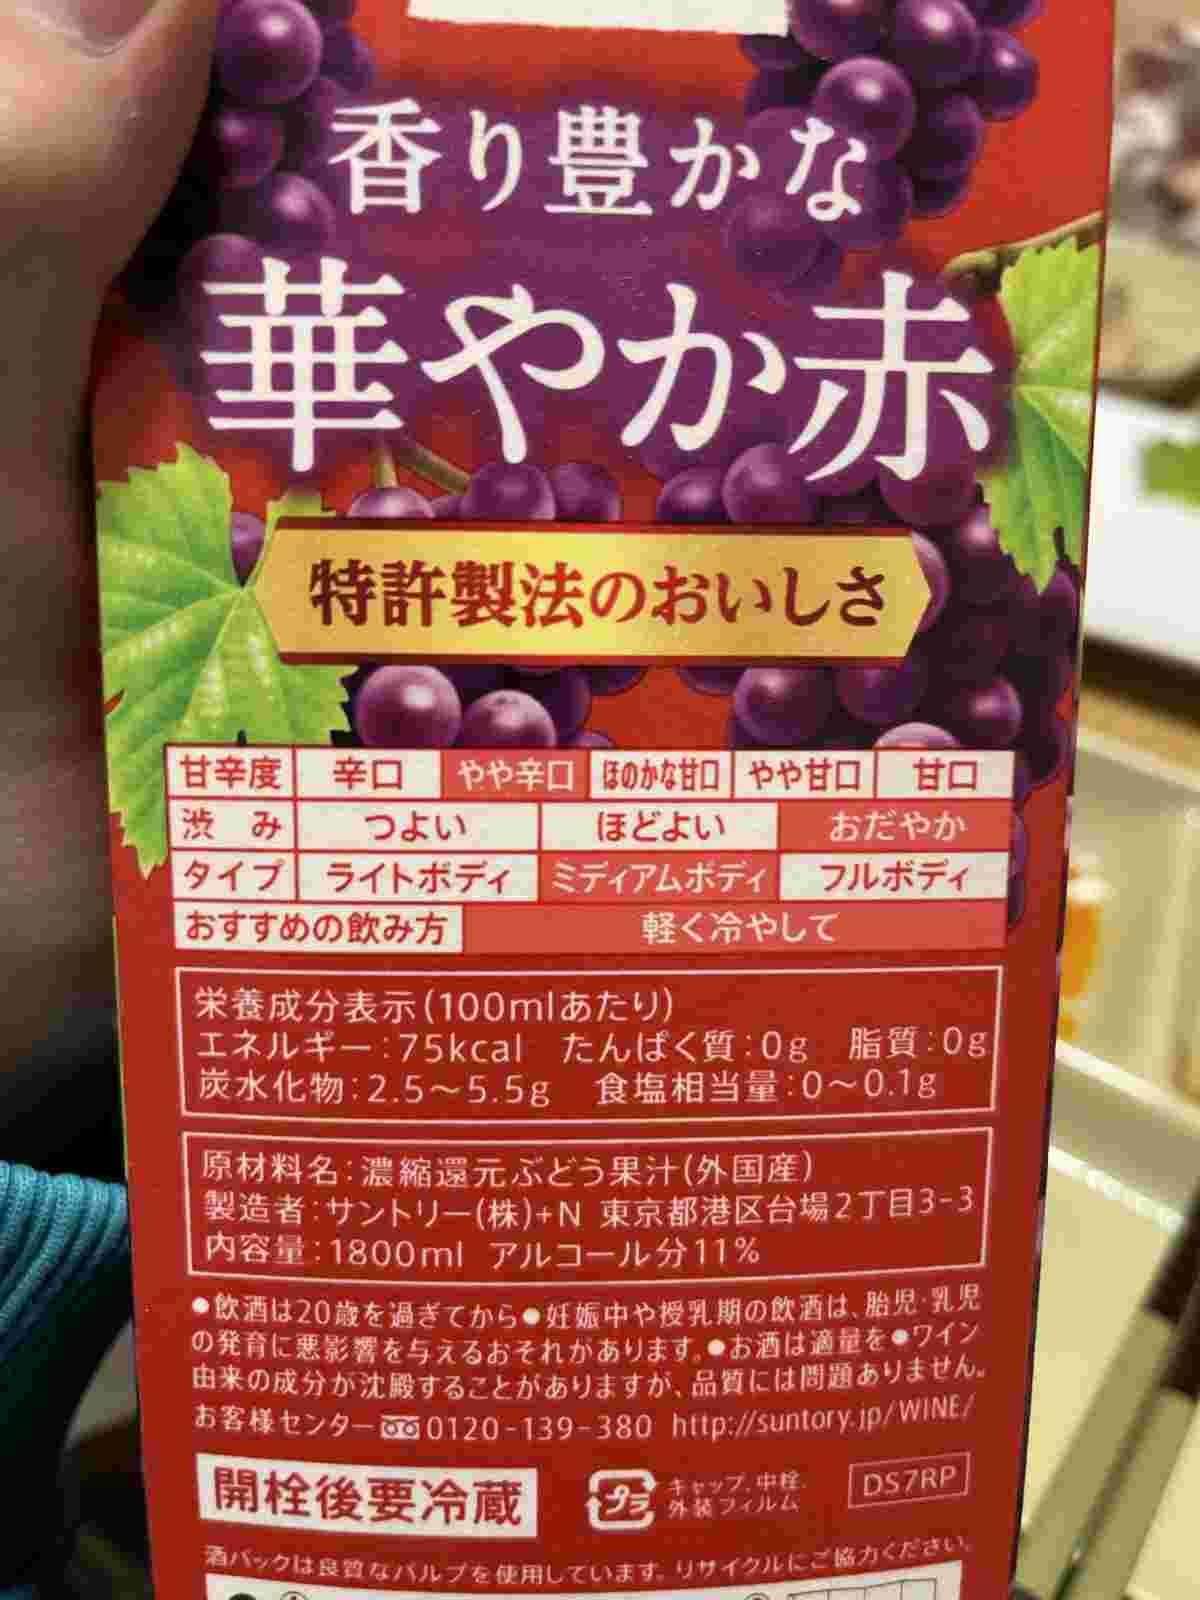 香り豊かな
華やか赤
特許製法のおいしさ
甘辛度 辛口 やや辛口 ほのかな甘口 やや甘口 甘口
渋み つよい ほどよい おだやか
タイプ ライトボディ ミディアムボディ フルボディ
おすすめの飲み方 軽く冷やして
栄養成分表示(100mlあたり)
エネルギー:75kcal たんぱく質:0g 脂質:0g
炭水化物:2.5〜5.5g 食塩相当量:0〜0.1g
原材料名:濃縮還元ぶどう果汁(外国産)
製造者:サントリー(株)+N 東京都港区台場2丁目3-3
内容量:1800ml アルコール分11%
●飲酒は20歳を過ぎてから●妊娠中や授乳期の飲酒は、胎児・乳児
の発育に悪影響を与えるおそれがあります。●お酒は適量を●ワイン
由来の成分が沈殿することがありますが、品質には問題ありません。
お客様センター 0120-139-380 http://suntory.jp/WINE/
開栓後要冷蔵
プラ
キャップ、中栓、
外装フィルム
DS7RP
酒パックは良質なパルプを使用しています。リサイクルにご協力ください。